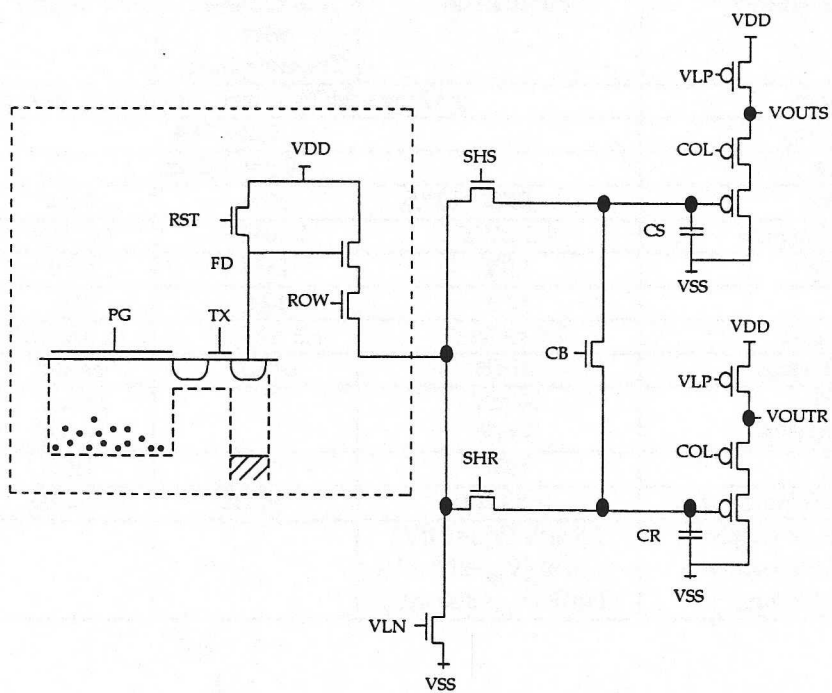 VDD
VLP
VOUTS
COL
SHS
VDD
RST
CS
FD
VSS
ROW
PG
TX
CB
VDD
VLP
VOUTR
COL
SHR
CR
VSS
VLN
VSS